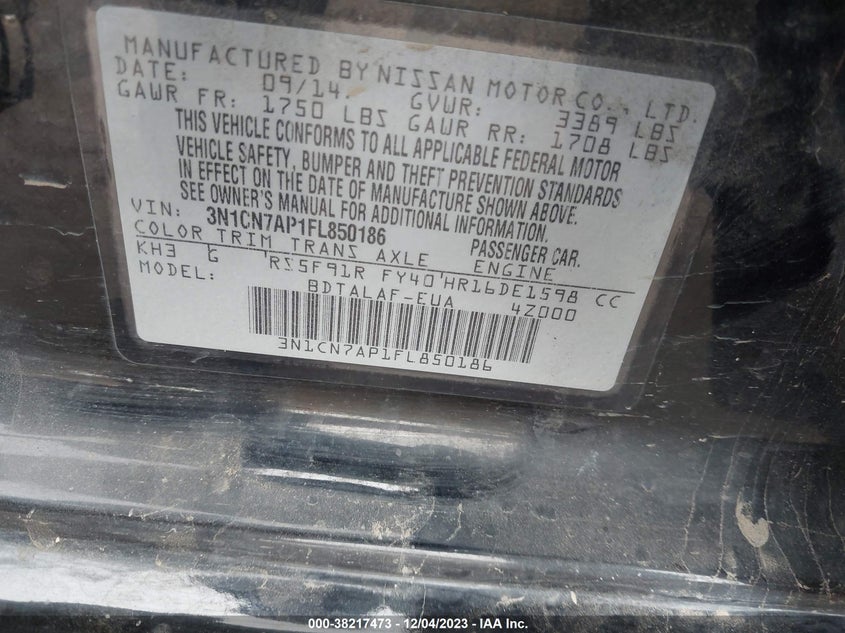 MANUFACTURED BY NISSAN MOTOR CO., LTD.
DATE: 09/14 GVWR: 3389 LBS
GAWR FR: 1750 LBS GAWR RR: 1708 LBS
THIS VEHICLE CONFORMS TO ALL APPLICABLE FEDERAL MOTOR
VEHICLE SAFETY, BUMPER AND THEFT PREVENTION STANDARDS
IN EFFECT ON THE DATE OF MANUFACTURE SHOWN ABOVE.
SEE OWNER'S MANUAL FOR ADDITIONAL INFORMATION.
VIN: 3N1CN7AP1FL850186 PASSENGER CAR.
COLOR TRIM TRANS AXLE ENGINE
KH3 G 'RS5F91R FY40'HR16DE1598 CC
MODEL: BDTALAF-EUA 4Z000
3N1CN7AP1FL850186
000-38217473 - 12/04/2023 - IAA Inc.